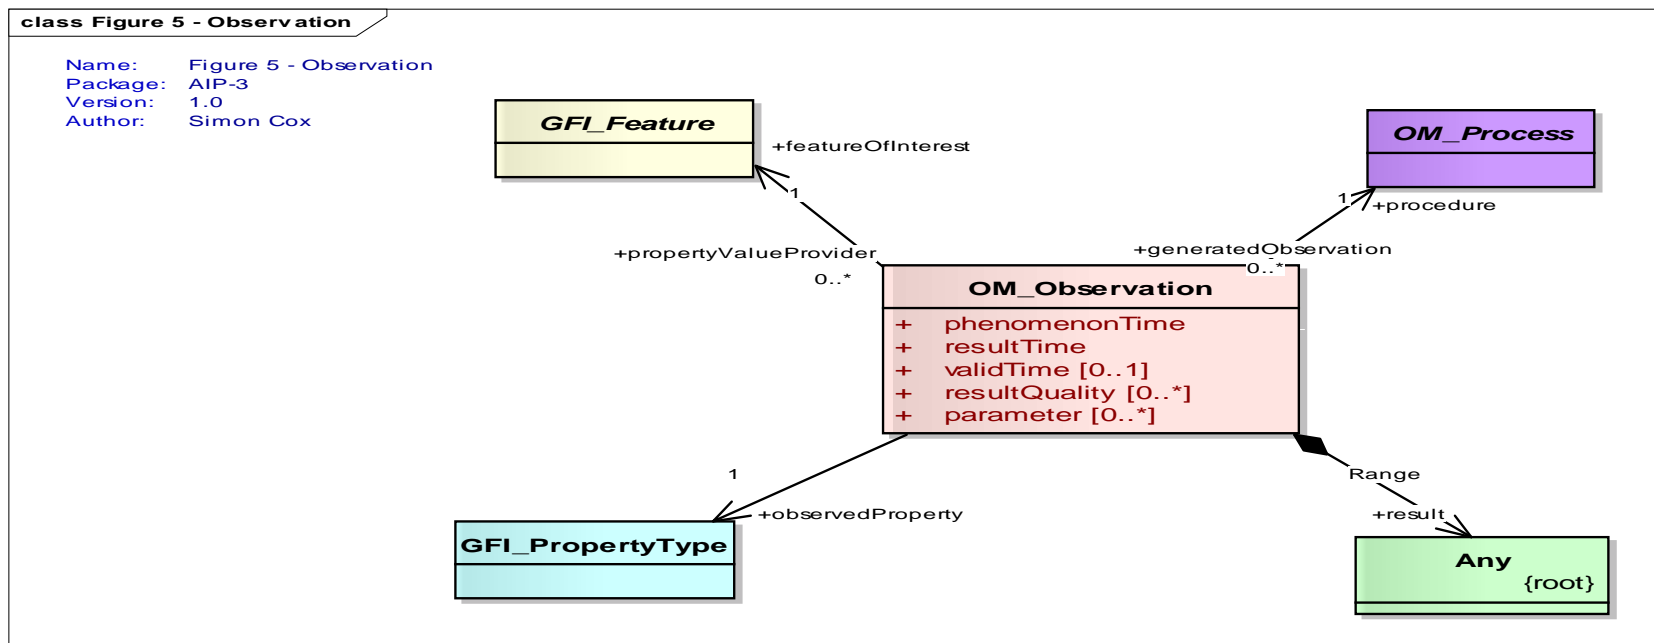 class Figure 5 - Observation
Name: Figure 5 - Observation
Package: AIP-3
Version: 1.0
Author: Simon Cox
GFI_Feature
+featureOfInterest
1
+propertyValueProvider
0..*
OM_Process
1
+procedure
+generatedObservation
0..*
OM_Observation
+ phenomenonTime
+ resultTime
+ validTime [0..1]
+ resultQuality [0..*]
+ parameter [0..*]
1
+observedProperty
GFI_PropertyType
Range
+result
Any
{root}